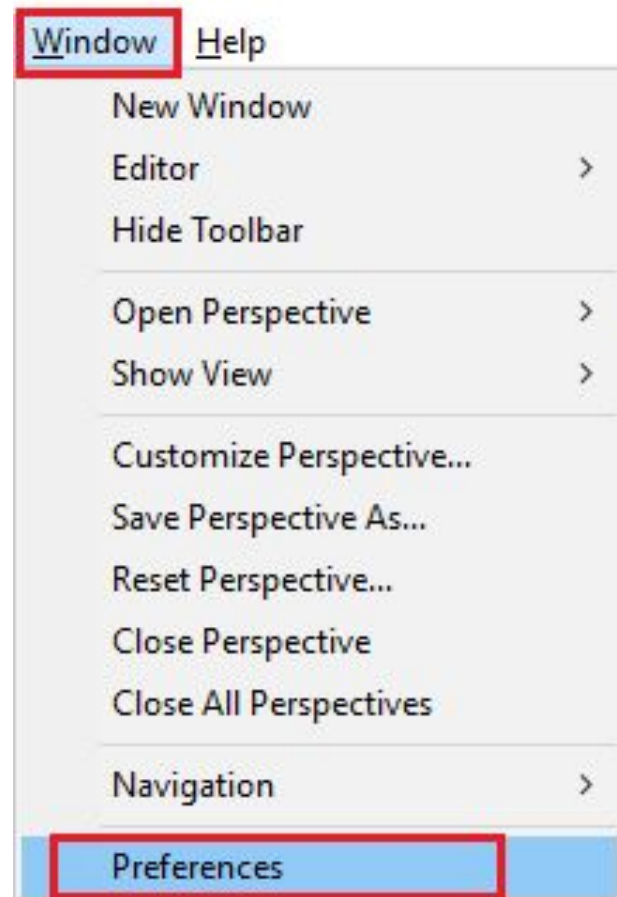 Window Help
New Window
Editor
Hide Toolbar
Open Perspective
Show View
Customize Perspective...
Save Perspective As...
Reset Perspective...
Close Perspective
Close All Perspectives
Navigation
Preferences